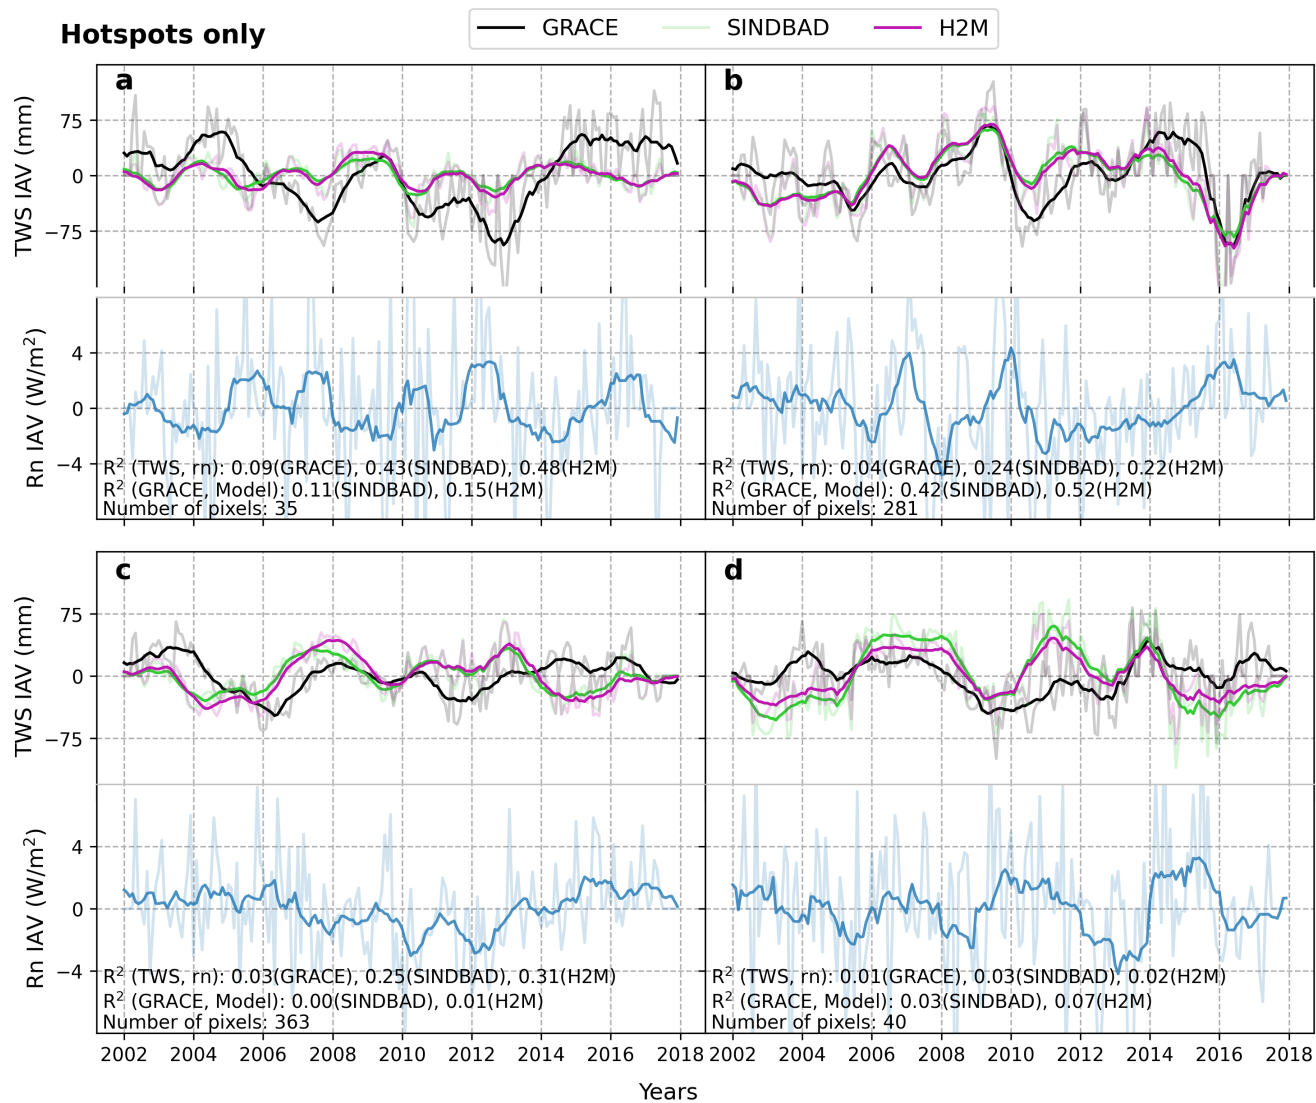 Hotspots only
GRACE SINDBAD H2M
a
b
TWS IAV (mm)
75
0
−75
Rn IAV (W/m²)
4
0
−4
R² (TWS, rn): 0.09(GRACE), 0.43(SINDBAD), 0.48(H2M)
R² (GRACE, Model): 0.11(SINDBAD), 0.15(H2M)
Number of pixels: 35
R² (TWS, rn): 0.04(GRACE), 0.24(SINDBAD), 0.22(H2M)
R² (GRACE, Model): 0.42(SINDBAD), 0.52(H2M)
Number of pixels: 281
c
d
TWS IAV (mm)
75
0
−75
Rn IAV (W/m²)
4
0
−4
R² (TWS, rn): 0.03(GRACE), 0.25(SINDBAD), 0.31(H2M)
R² (GRACE, Model): 0.00(SINDBAD), 0.01(H2M)
Number of pixels: 363
R² (TWS, rn): 0.01(GRACE), 0.03(SINDBAD), 0.02(H2M)
R² (GRACE, Model): 0.03(SINDBAD), 0.07(H2M)
Number of pixels: 40
2002 2004 2006 2008 2010 2012 2014 2016 2018 2002 2004 2006 2008 2010 2012 2014 2016 2018
Years